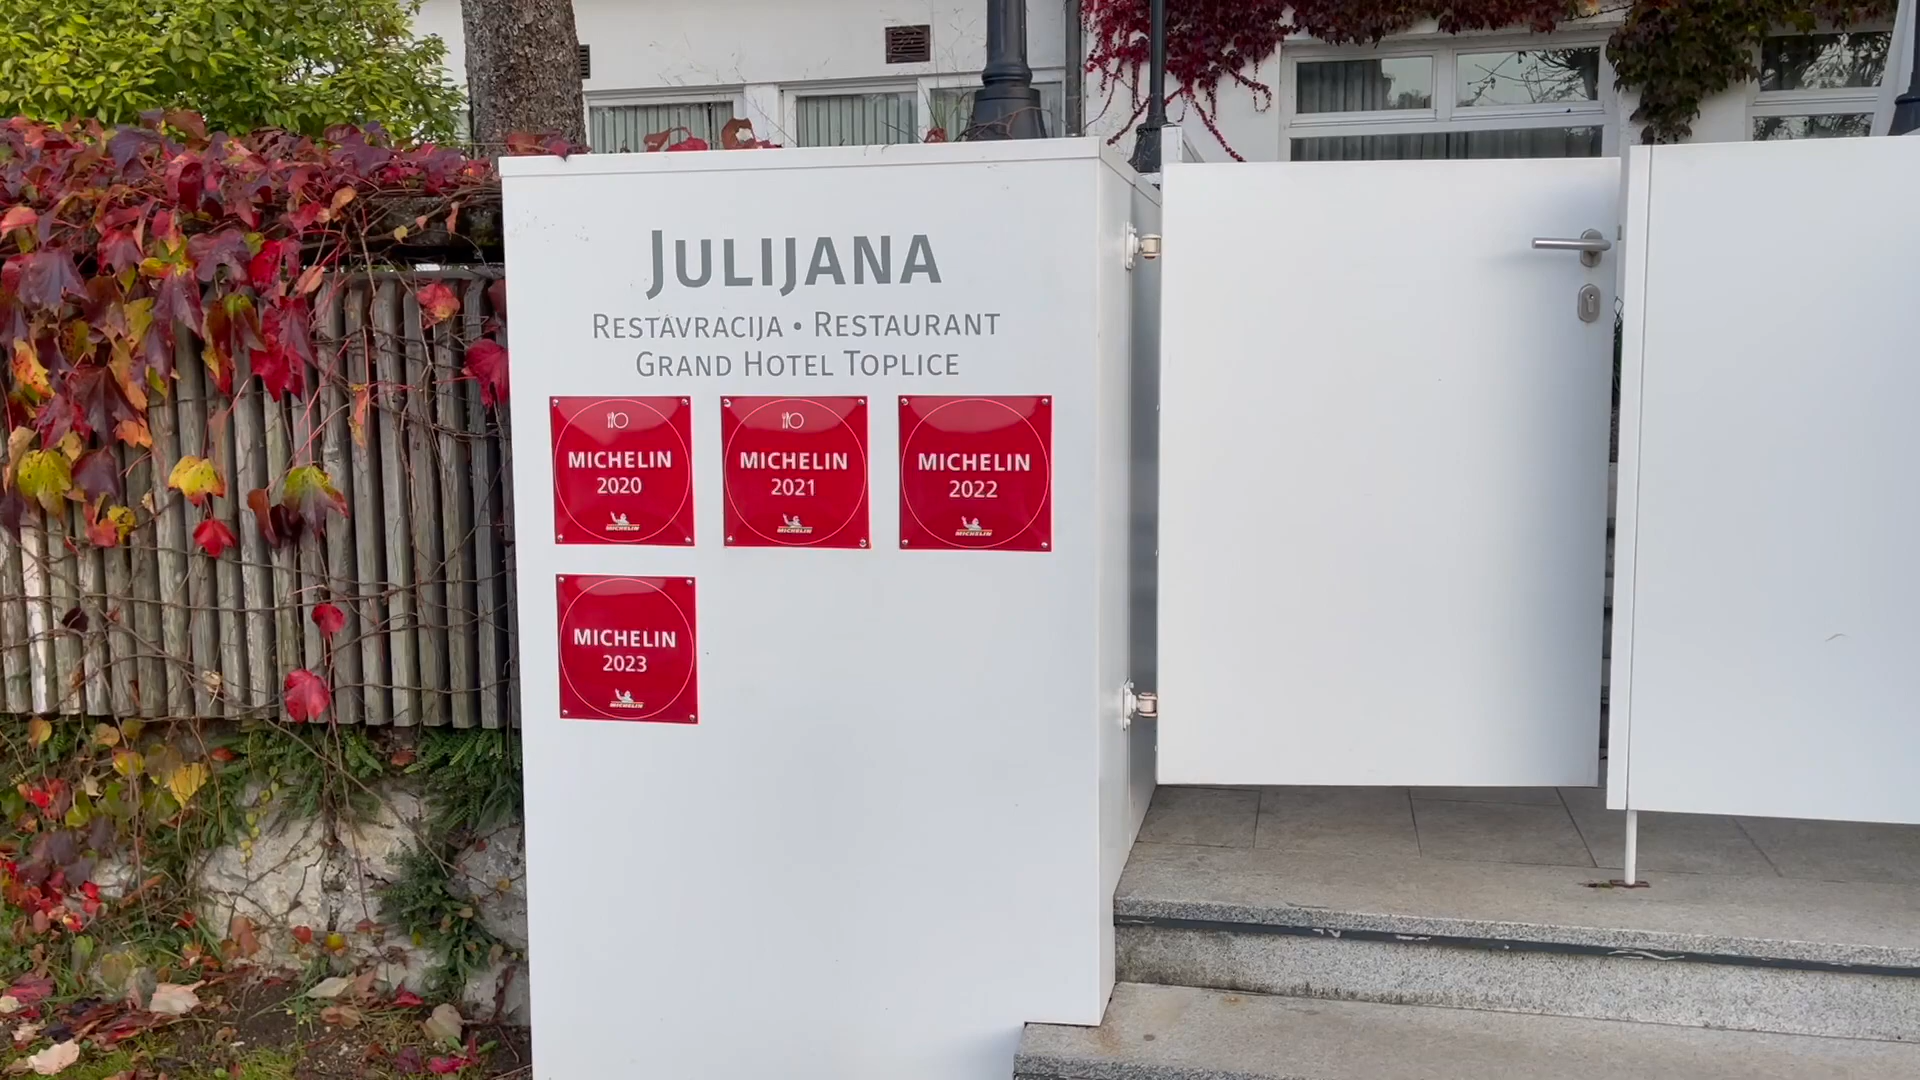 JULIJANA
RESTAVRACIJA • RESTAURANT
GRAND HOTEL TOPLICE
MICHELIN
2020
MICHELIN
MICHELIN
2021
MICHELIN
MICHELIN
2022
MICHELIN
MICHELIN
2023
MICHELIN